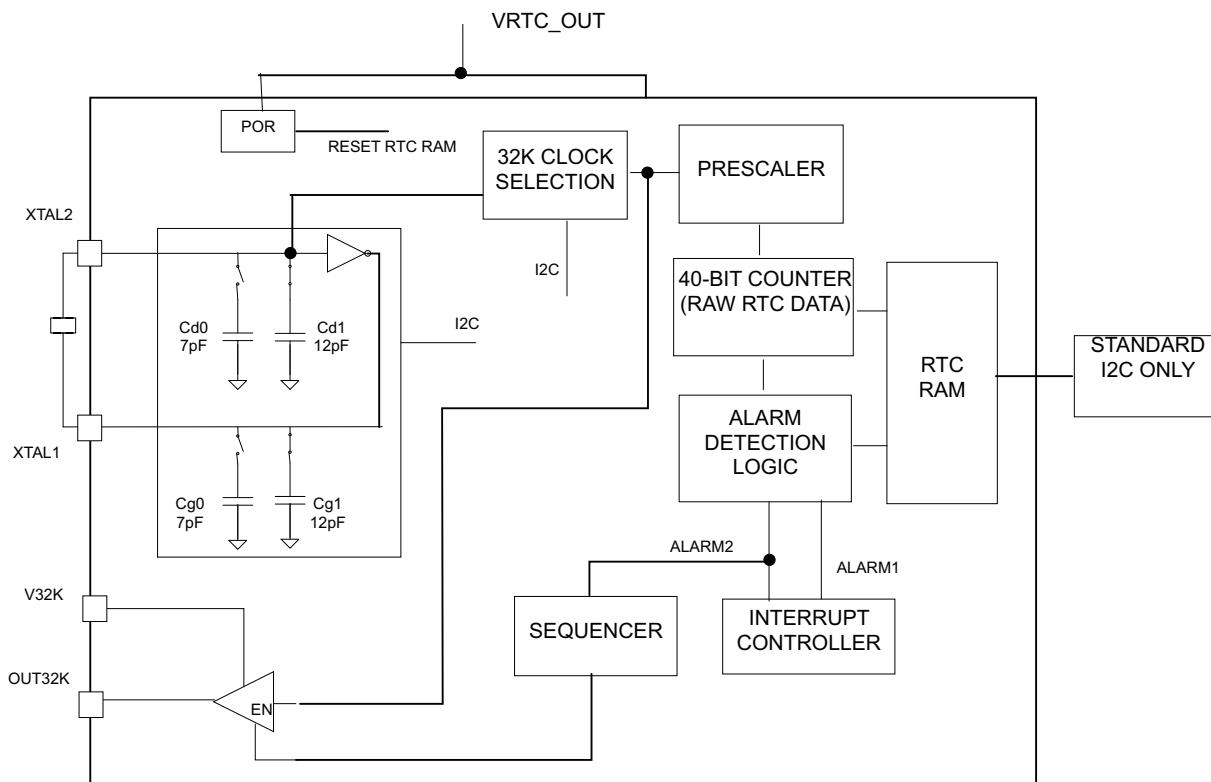 VRTC_OUT
POR
RESET RTC RAM
32K CLOCK
SELECTION
PRESCALER
XTAL2
I2C
40-BIT COUNTER
(RAW RTC DATA)
Cd0
7pF
Cd1
12pF
I2C
RTC
RAM
STANDARD
I2C ONLY
XTAL1
ALARM
DETECTION
LOGIC
Cg0
7pF
Cg1
12pF
ALARM2
ALARM1
V32K
SEQUENCER
INTERRUPT
CONTROLLER
OUT32K
EN